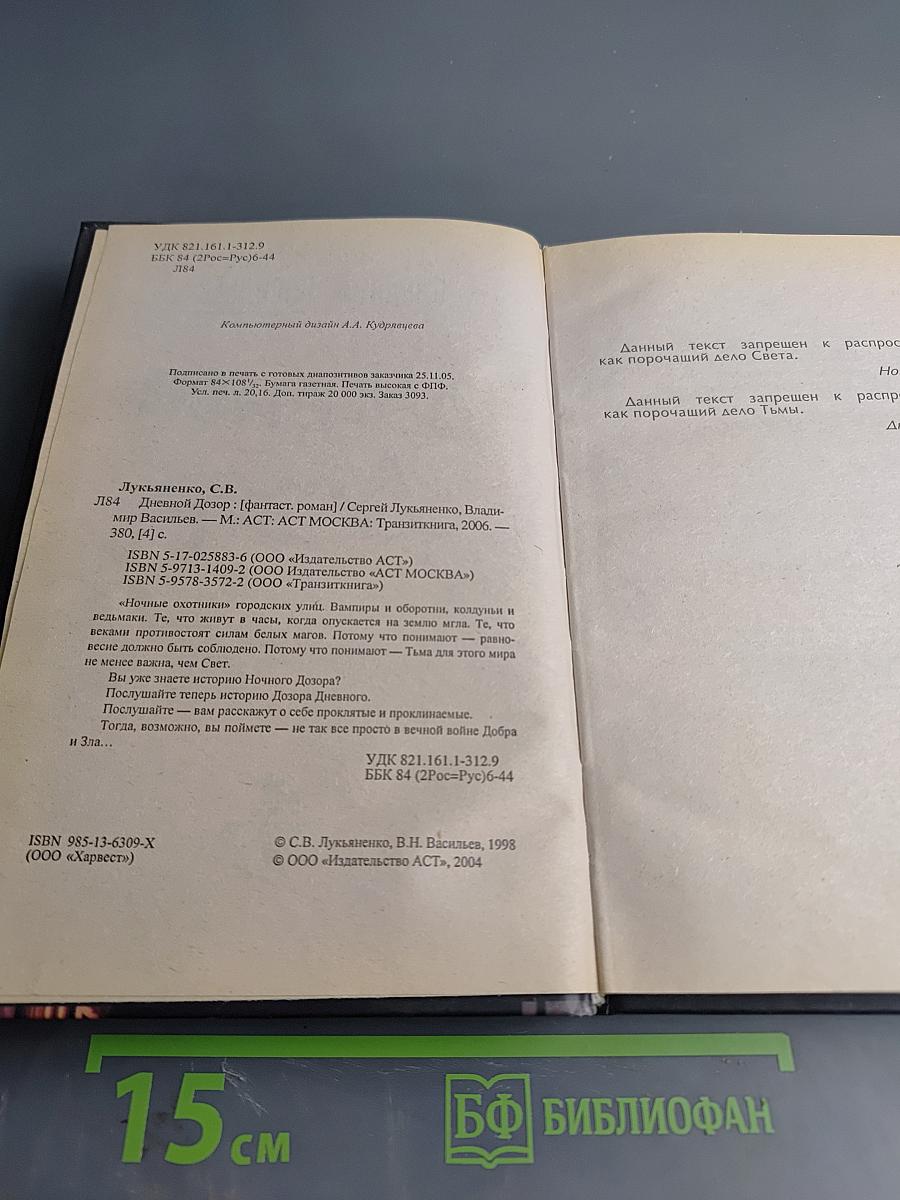 УДК 821.161.1-312.9
ББК 84 (2Рос=Рус)6-44
Л84
Компьютерный дизайн А.А. Кудрявцева
Подписано в печать с готовых диапозитивов заказчика 25.11.05.
Формат 84×108 1/32. Бумага газетная. Печать высокая с ФПФ.
Усл. печ. л. 20,16. Доп. тираж 20 000 экз. Заказ 3093.
Лукьяненко, С.В.
Л84 Дневной Дозор : [фантаст. роман] / Сергей Лукьяненко, Влади-
мир Васильев. — М.: АСТ: АСТ МОСКВА: Транзиткнига, 2006. —
380, [4] с.
ISBN 5-17-025883-6 (ООО «Издательство АСТ»)
ISBN 5-9713-1409-2 (ООО Издательство «АСТ МОСКВА»)
ISBN 5-9578-3572-2 (ООО «Транзиткнига»)
«Ночные охотники» городских улиц. Вампиры и оборотни, колдуньи и
ведьмаки. Те, что живут в часы, когда опускается на землю мгла. Те, что
веками противостоят силам белых магов. Потому что понимают — равно-
весие должно быть соблюдено. Потому что понимают — Тьма для этого мира
не менее важна, чем Свет.
Вы уже знаете историю Ночного Дозора?
Послушайте теперь историю Дозора Дневного.
Послушайте — вам расскажут о себе проклятые и проклинаемые.
Тогда, возможно, вы поймете — не так все просто в вечной войне Добра
и Зла...
УДК 821.161.1-312.9
ББК 84 (2Рос=Рус)6-44
ISBN 985-13-6309-X
(ООО «Харвест»)
© С.В. Лукьяненко, В.Н. Васильев, 1998
© ООО «Издательство АСТ», 2004
Данный текст запрещен к распрос
как порочащий дело Света.
Но
Данный текст запрещен к распро
как порочащий дело Тьмы.
15 см
БФ БИБЛИОФАН